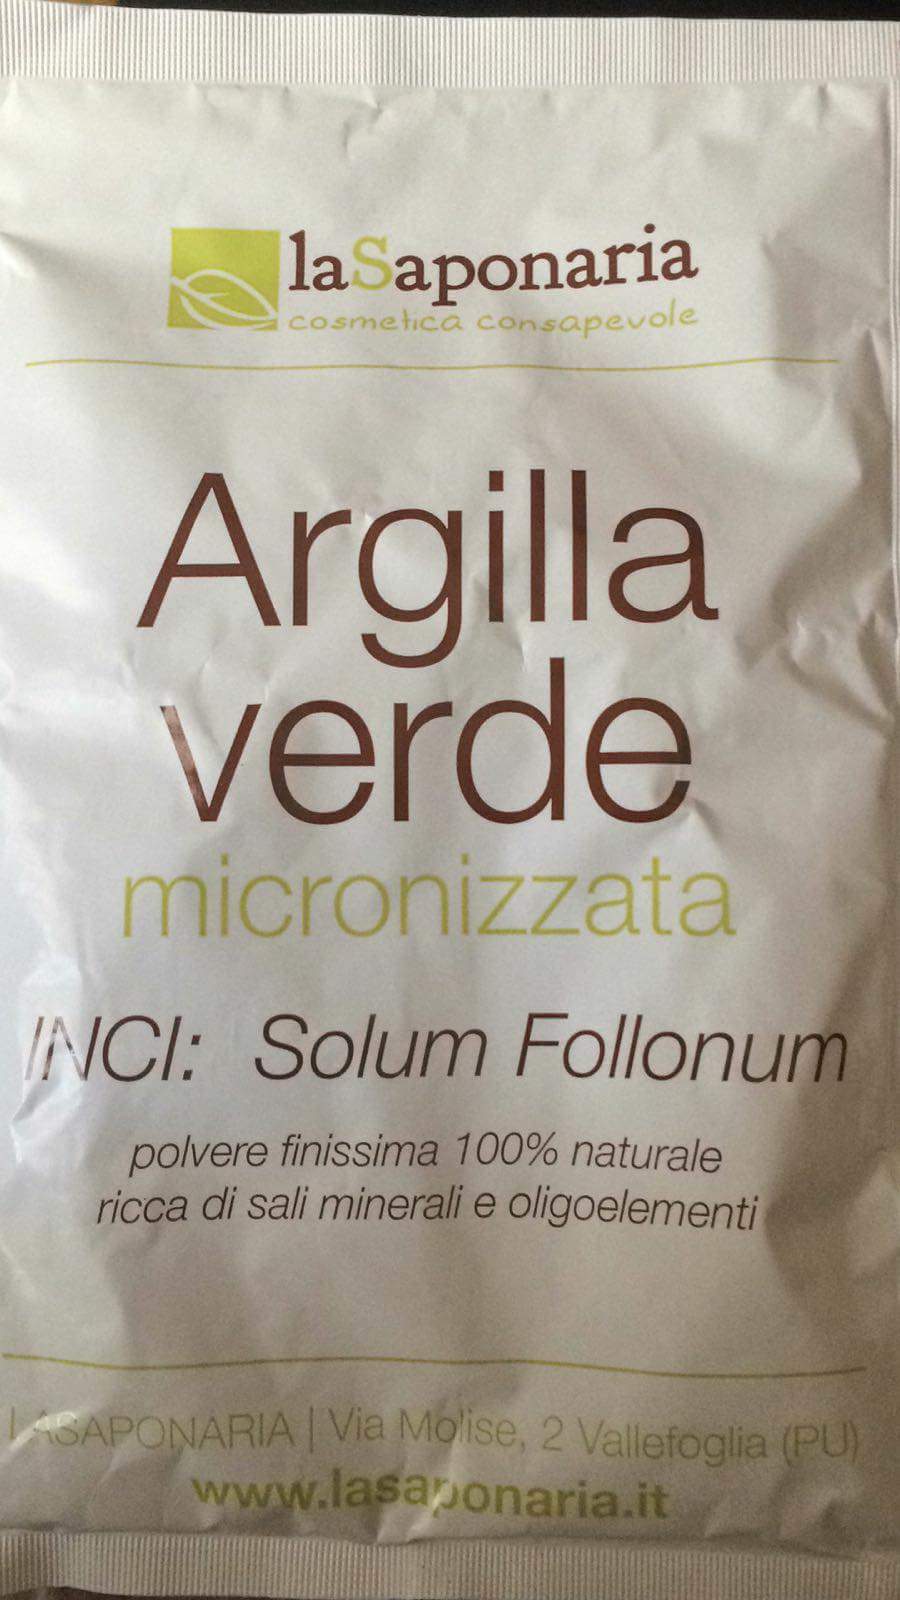 laSaponaria
cosmetica consapevole
Argilla
verde
micronizzata
INCI: Solum Follonum
polvere finissima 100% naturale
ricca di sali minerali e oligoelementi
LASAPONARIA | Via Molise, 2 Vallefoglia (PU)
www.lasaponaria.it